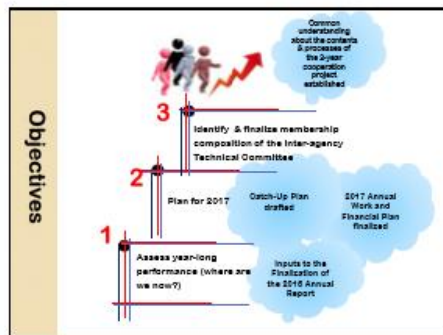 Objectives
Common
understanding
about the contents
& processes of
the 2-year
cooperation
project
established
3
Identify & finalize membership
composition of the Inter-agency
Technical Committee
2
Plan for 2017
Catch-Up Plan
drafted
2017 Annual
Work and
Financial Plan
finalized
1
Assess year-long
performance (where are
we now?)
Inputs to the
Finalization of
the 2016 Annual
Report